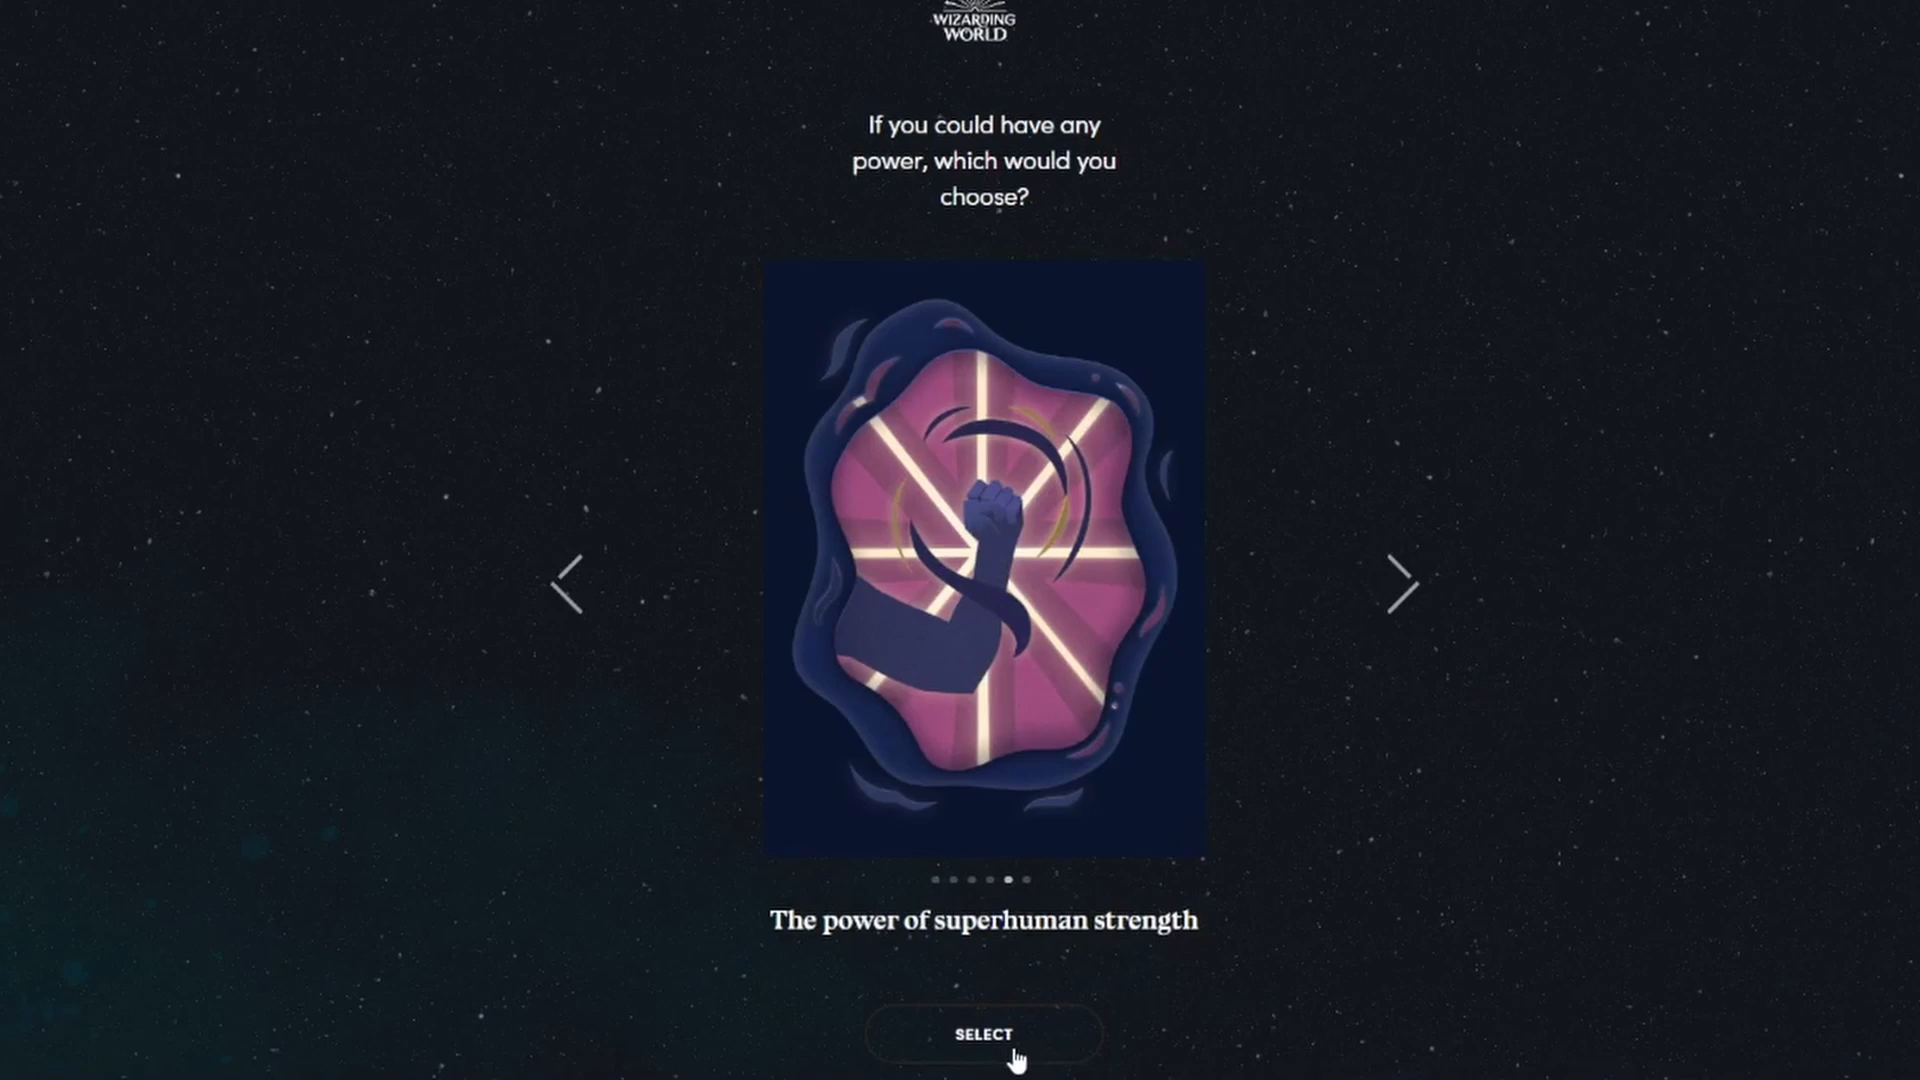 WIZARDING
WORLD
If you could have any
power, which would you
choose?
The power of superhuman strength
SELECT